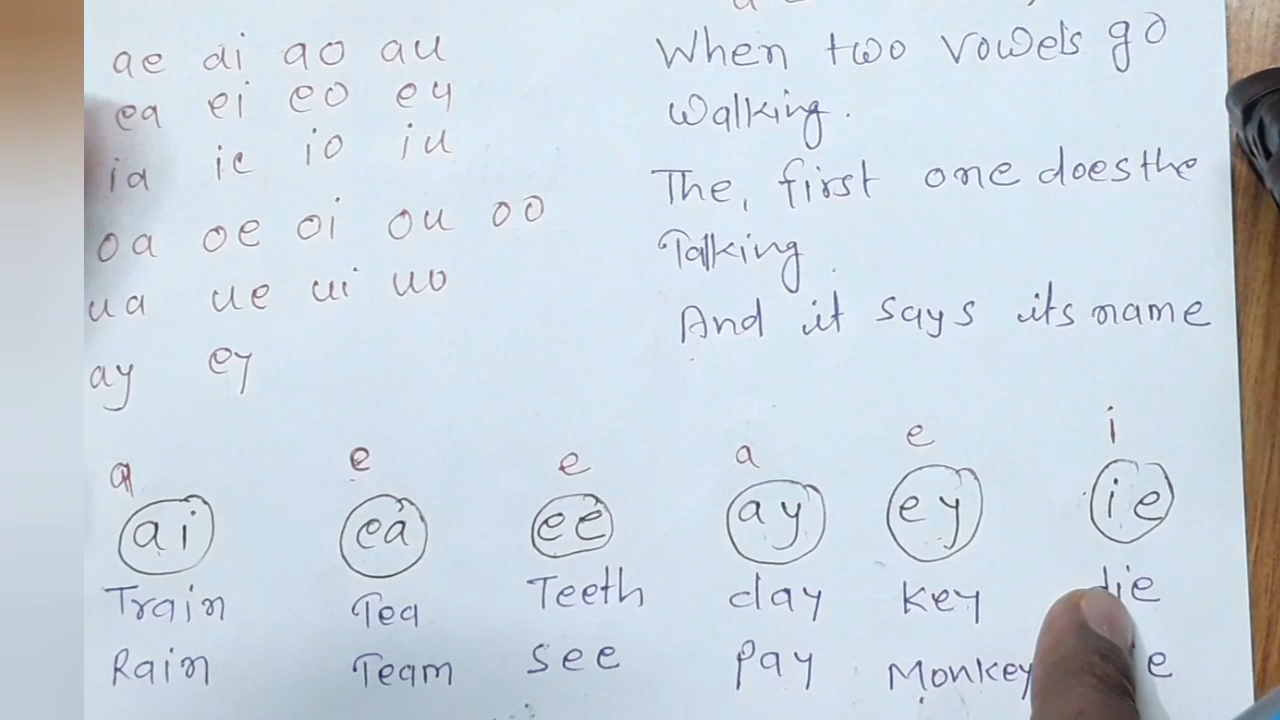 ae ai ao au
ea ei eo ey
ia ie io iu
oa oe oi ou oo
ua ue ui uo
ay ey
When two vowels go
Walking.
The, first one does the
Talking
And it says its name
a e e a e i
ai ea ee ay ey ie
Train Tea Teeth clay key
Rain Team See Pay Monkey